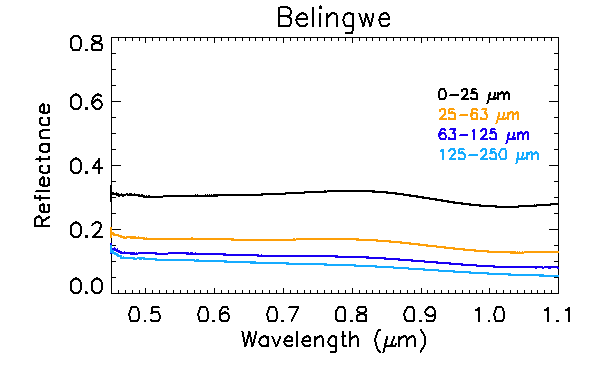 Belingwe
0.8
0.6
0.4
0.2
0.0
Reflectance
0-25 μm
25-63 μm
63-125 μm
125-250 μm
0.5 0.6 0.7 0.8 0.9 1.0 1.1
Wavelength (μm)